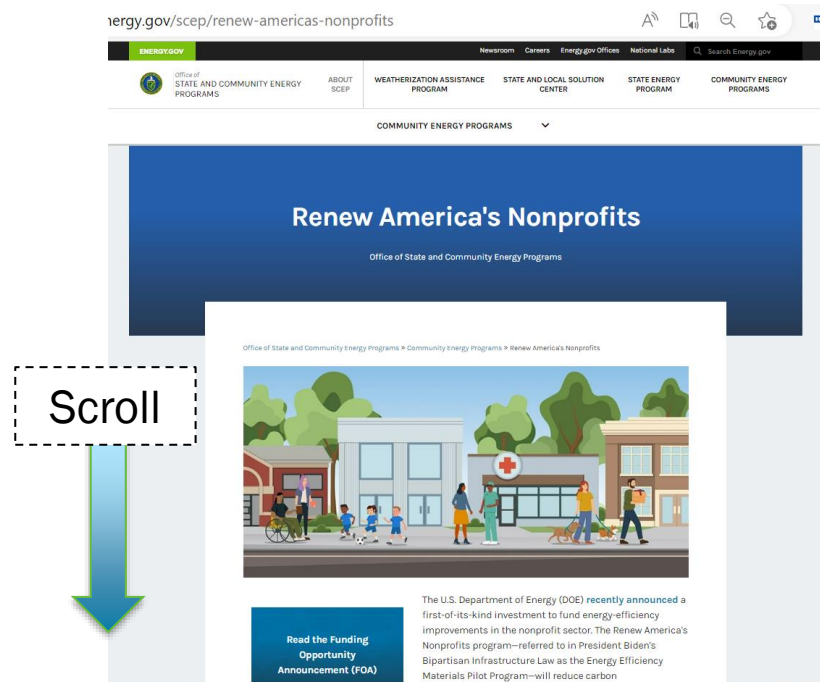 nergy.gov/scep/renew-americas-nonprofits
ENERGY.GOV
Newsroom Careers Energy.gov Offices National Labs Search Energy.gov
Office of
STATE AND COMMUNITY ENERGY
PROGRAMS
ABOUT
SCEP
WEATHERIZATION ASSISTANCE
PROGRAM
STATE AND LOCAL SOLUTION
CENTER
STATE ENERGY
PROGRAM
COMMUNITY ENERGY
PROGRAMS
COMMUNITY ENERGY PROGRAMS
Renew America's Nonprofits
Office of State and Community Energy Programs
Office of State and Community Energy Programs » Community Energy Programs » Renew America's Nonprofits
Scroll
Read the Funding
Opportunity
Announcement (FOA)
The U.S. Department of Energy (DOE) recently announced a
first-of-its-kind investment to fund energy-efficiency
improvements in the nonprofit sector. The Renew America's
Nonprofits program—referred to in President Biden's
Bipartisan Infrastructure Law as the Energy Efficiency
Materials Pilot Program—will reduce carbon